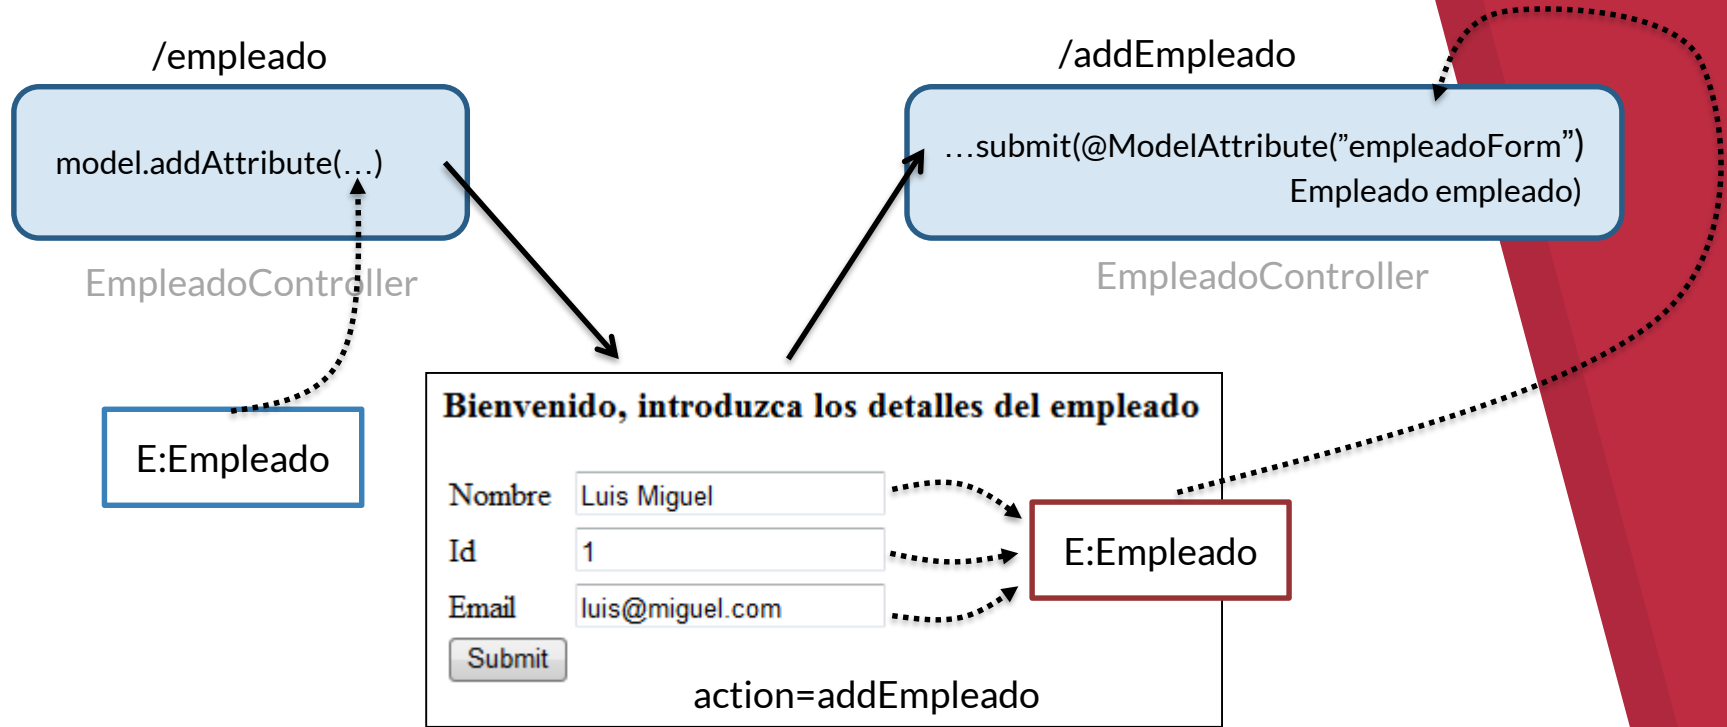 /empleado
/addEmpleado
model.addAttribute(…)
…submit(@ModelAttribute(”empleadoForm”)
Empleado empleado)
EmpleadoController
EmpleadoController
E:Empleado
Bienvenido, introduzca los detalles del empleado
Nombre Luis Miguel
Id 1
Email luis@miguel.com
Submit
E:Empleado
action=addEmpleado